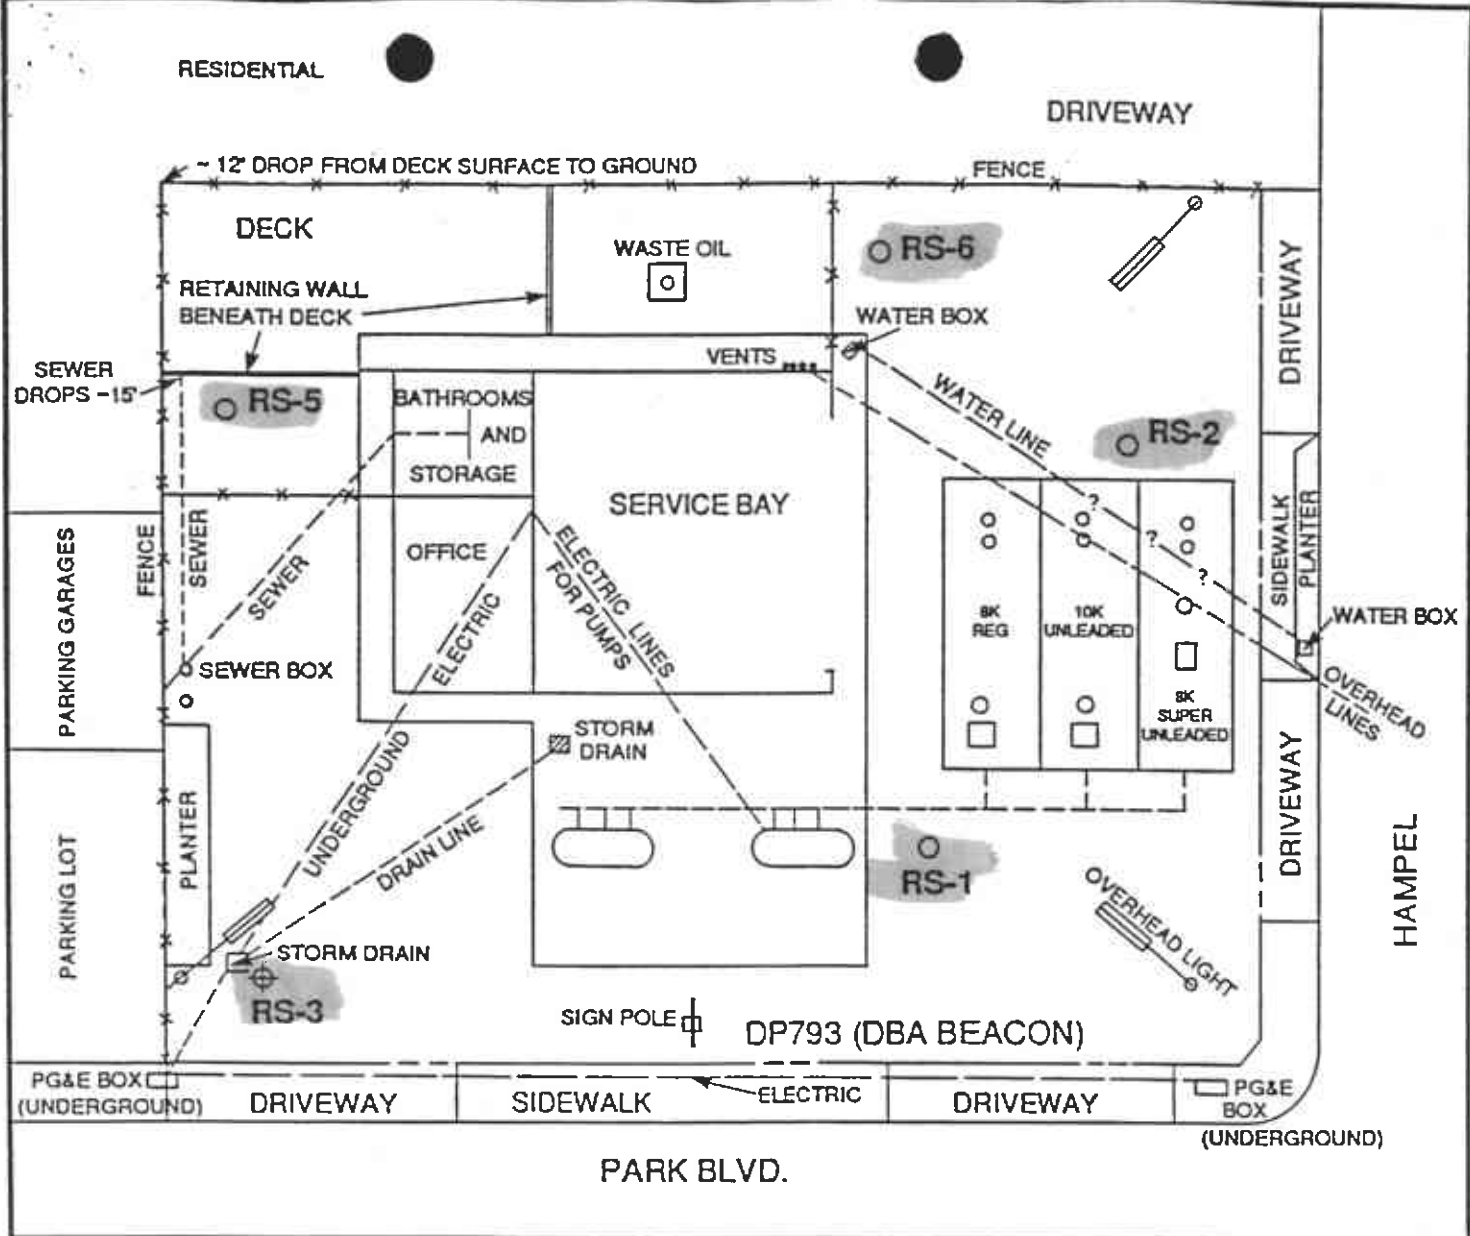 RESIDENTIAL
DRIVEWAY
~ 12' DROP FROM DECK SURFACE TO GROUND
FENCE
DECK
WASTE OIL
RS-6
RETAINING WALL
BENEATH DECK
WATER BOX
DRIVEWAY
VENTS
SEWER
DROPS ~15'
RS-5
BATHROOMS
AND
STORAGE
WATER LINE
RS-2
SERVICE BAY
?
?
?
SIDEWALK
PLANTER
PARKING GARAGES
FENCE
SEWER
SEWER
OFFICE
ELECTRIC LINES
FOR PUMPS
8K
REG
10K
UNLEADED
WATER BOX
SEWER BOX
ELECTRIC
UNDERGROUND
8K
SUPER
UNLEADED
OVERHEAD
LINES
STORM
DRAIN
DRIVEWAY
PLANTER
DRAIN LINE
PARKING LOT
RS-1
HAMPEL
OVERHEAD LIGHT
STORM DRAIN
RS-3
SIGN POLE
DP793 (DBA BEACON)
PG&E BOX
(UNDERGROUND)
DRIVEWAY
SIDEWALK
ELECTRIC
DRIVEWAY
PG&E
BOX
(UNDERGROUND)
PARK BLVD.